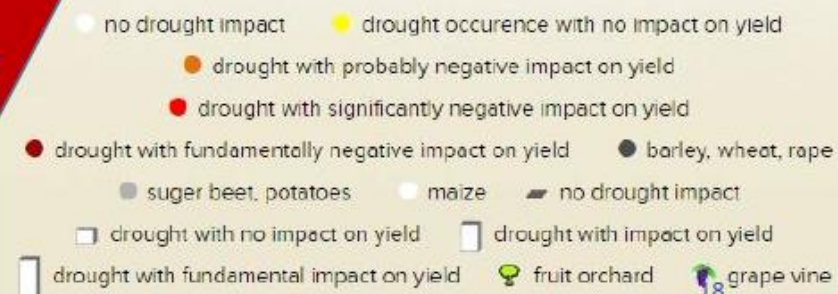 no drought impact drought occurence with no impact on yield
drought with probably negative impact on yield
drought with significantly negative impact on yield
drought with fundamentally negative impact on yield barley, wheat, rape
suger beet, potatoes maize no drought impact
drought with no impact on yield drought with impact on yield
drought with fundamental impact on yield fruit orchard grape vine
18